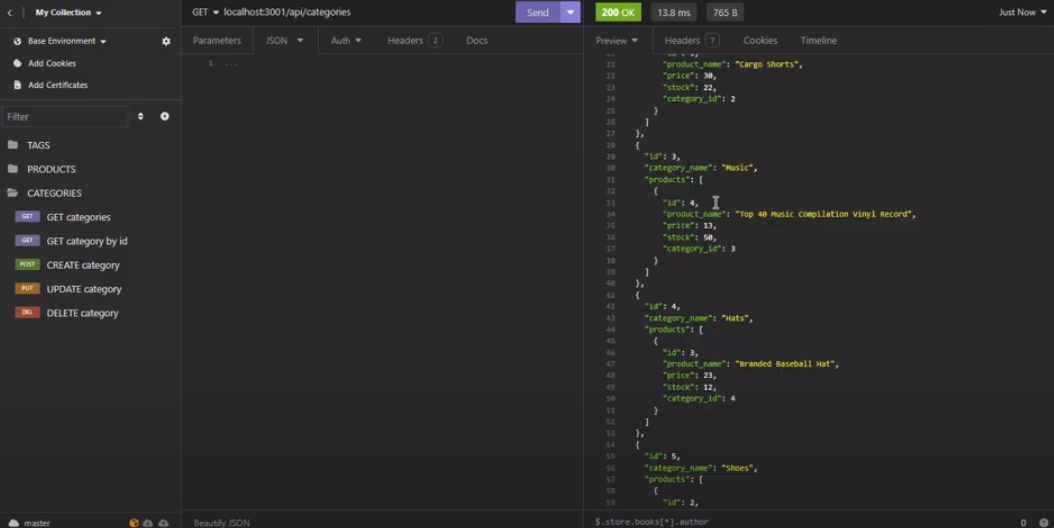 My Collection
GET localhost:3001/api/categories
Send
200 OK
13.8 ms
765 B
Just Now
Base Environment
Add Cookies
Add Certificates
Filter
TAGS
PRODUCTS
CATEGORIES
GET GET categories
GET GET category by id
POST CREATE category
PUT UPDATE category
DEL DELETE category
master
Parameters
JSON
Auth
Headers 2
Docs
1 ...
Beautify JSON
Preview
Headers 7
Cookies
Timeline
21 "product_name": "Cargo Shorts",
22 "price": 30,
23 "stock": 22,
24 "category_id": 2
25 }
26 ]
27 },
28 {
29 "id": 3,
30 "category_name": "Music",
31 "products": [
32 {
33 "id": 4,
34 "product_name": "Top 40 Music Compilation Vinyl Record",
35 "price": 13,
36 "stock": 50,
37 "category_id": 3
38 }
39 ]
40 },
41 {
42 "id": 4,
43 "category_name": "Hats",
44 "products": [
45 {
46 "id": 3,
47 "product_name": "Branded Baseball Hat",
48 "price": 23,
49 "stock": 12,
50 "category_id": 4
51 }
52 ]
53 },
54 {
55 "id": 5,
56 "category_name": "Shoes",
57 "products": [
58 {
59 "id": 2,
$.store.books[*].author
0